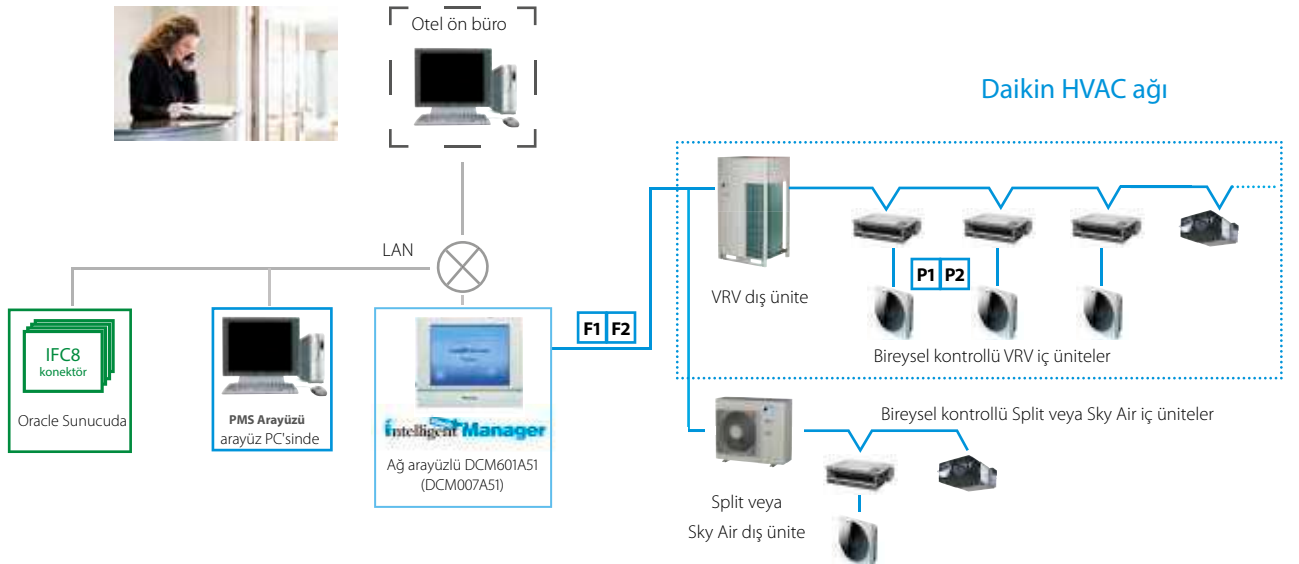 Otel ön büro
Daikin HVAC ağı
LAN
IFC8
konektör
Oracle Sunucuda
PMS Arayüzü
arayüz PC'sinde
intelligent Manager
Ağ arayüzlü DCM601A51
(DCM007A51)
F1 F2
VRV dış ünite
P1 P2
Bireysel kontrollü VRV iç üniteler
Bireysel kontrollü Split veya Sky Air iç üniteler
Split veya
Sky Air dış ünite